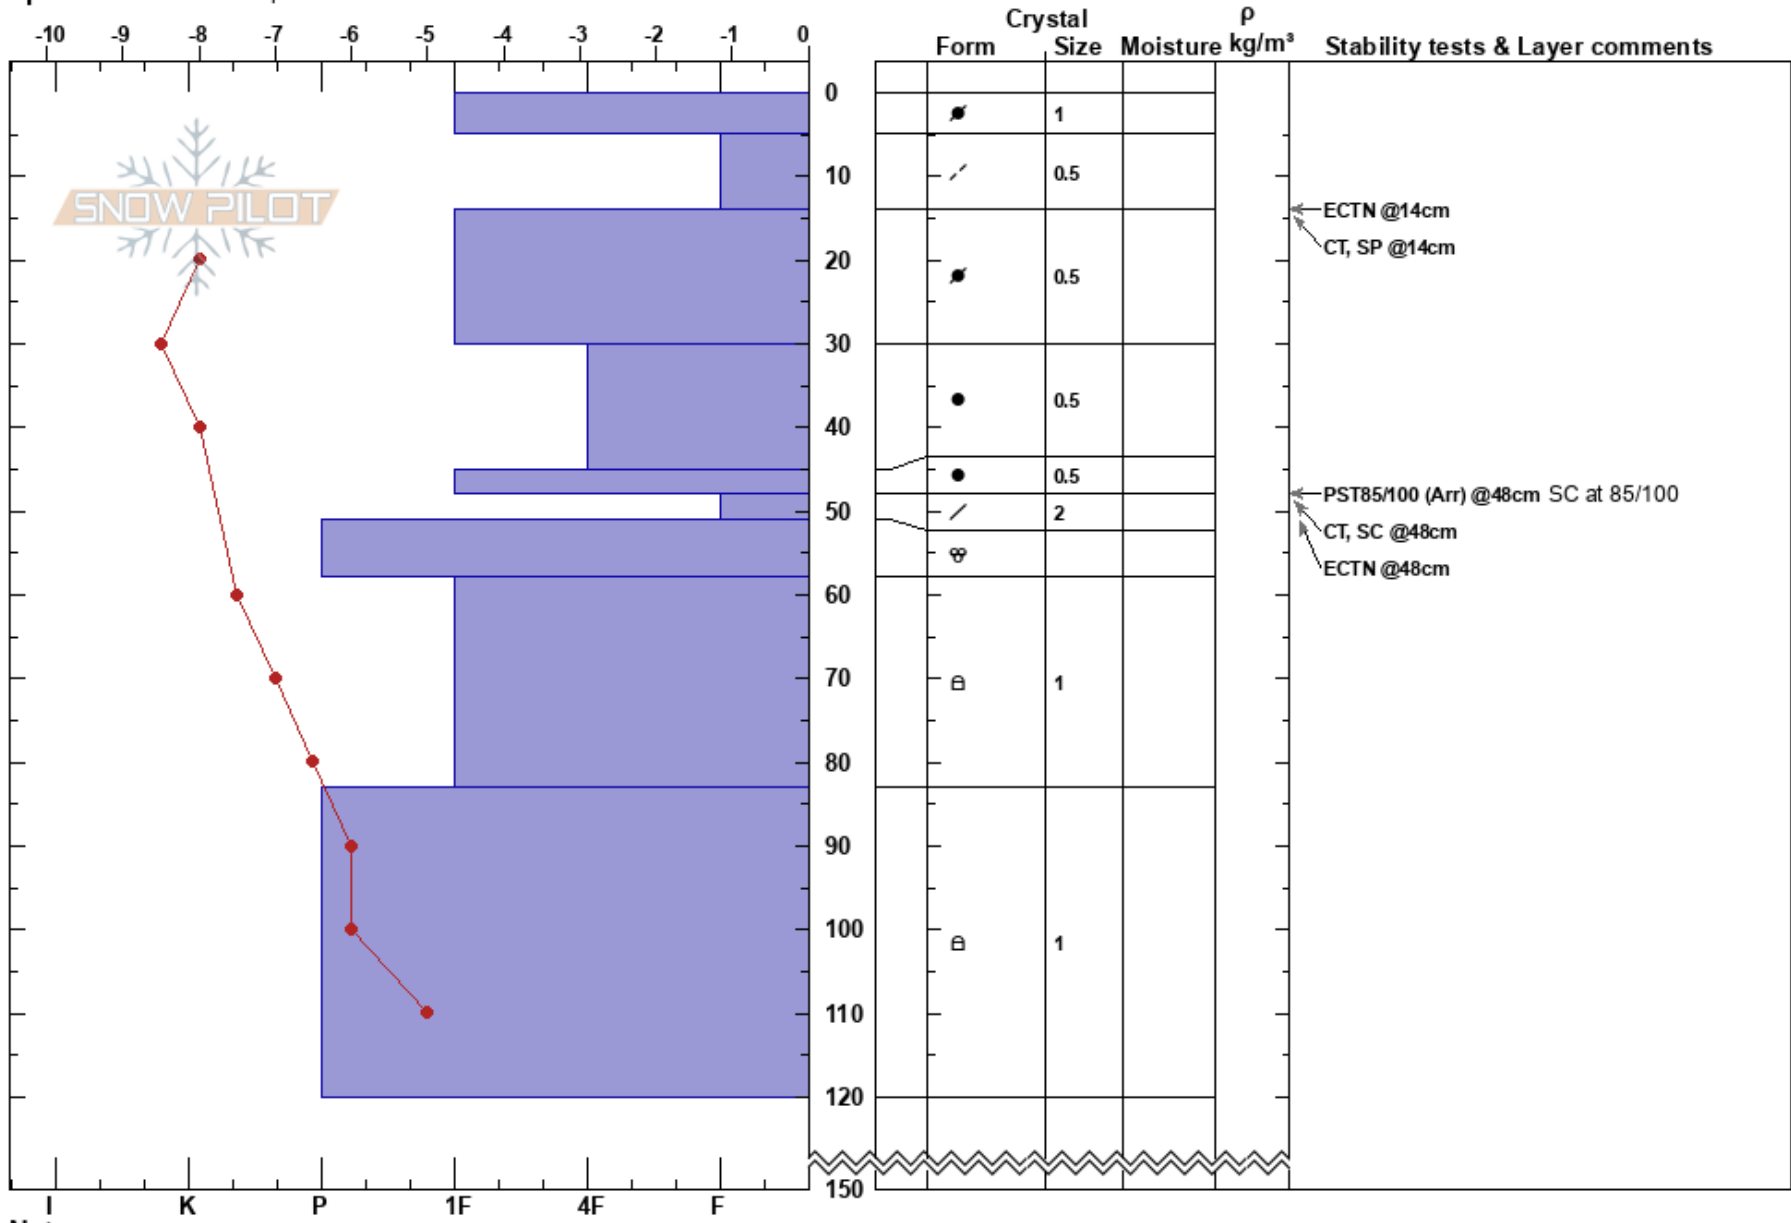 Crystal ρ
-10 -9 -8 -7 -6 -5 -4 -3 -2 -1 0
Form Size Moisture kg/m³ Stability tests & Layer comments
0
1
SNOW PILOT
10
0.5
ECTN @14cm
CT, SP @14cm
20
0.5
30
0.5
40
0.5
PST85/100 (Arr) @48cm SC at 85/100
50
2
CT, SC @48cm
ECTN @48cm
60
70
1
80
90
100
1
110
120
150
I K P 1F 4F F